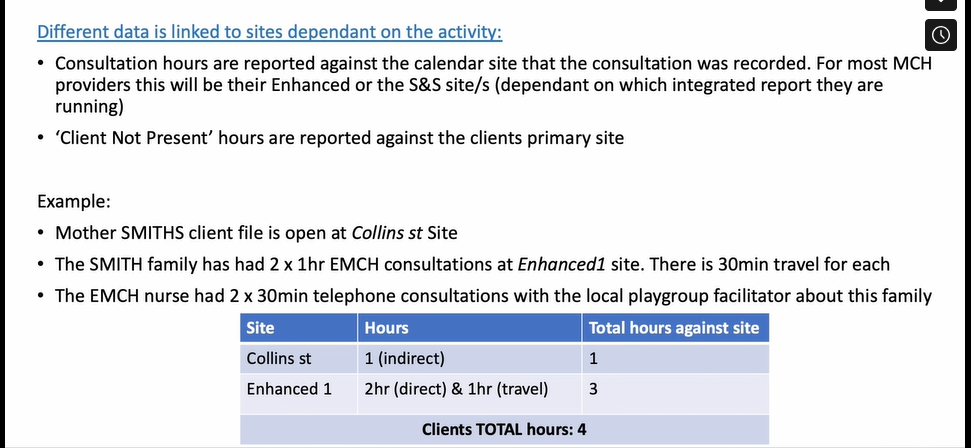 Different data is linked to sites dependant on the activity:
• Consultation hours are reported against the calendar site that the consultation was recorded. For most MCH
providers this will be their Enhanced or the S&S site/s (dependant on which integrated report they are
running)
• ‘Client Not Present’ hours are reported against the clients primary site
Example:
• Mother SMITHS client file is open at Collins st Site
• The SMITH family has had 2 x 1hr EMCH consultations at Enhanced1 site. There is 30min travel for each
• The EMCH nurse had 2 x 30min telephone consultations with the local playgroup facilitator about this family
Site Hours Total hours against site
Collins st 1 (indirect) 1
Enhanced 1 2hr (direct) & 1hr (travel) 3
Clients TOTAL hours: 4